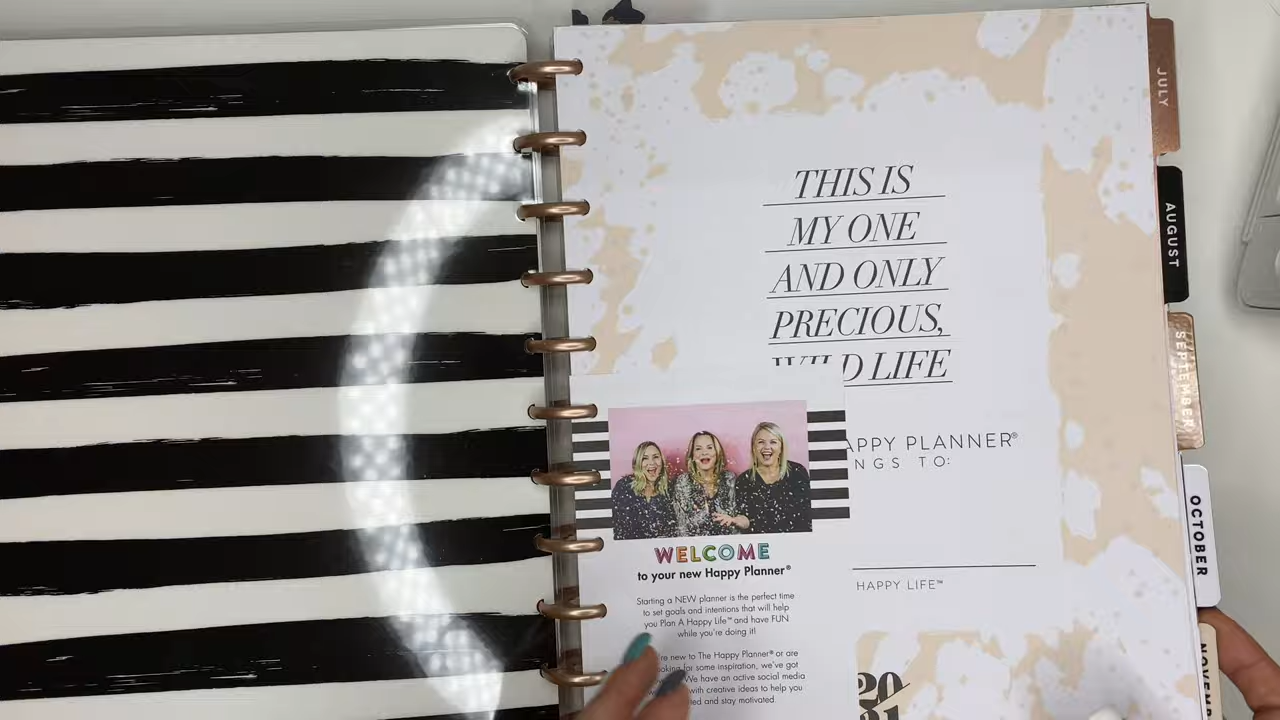 THIS IS
MY ONE
AND ONLY
PRECIOUS,
WILD LIFE
APPY PLANNER®
NGS TO:
HAPPY LIFE™
20
21
WELCOME
to your new Happy Planner®
Starting a NEW planner is the perfect time
to set goals and intentions that will help
you Plan A Happy Life™ and have FUN
while you're doing it!
're new to The Happy Planner® or are
oking for some inspiration, we've got
We have an active social media
with creative ideas to help you
ted and stay motivated.
JULY
AUGUST
SEPTEMBER
OCTOBER
NOVEMB